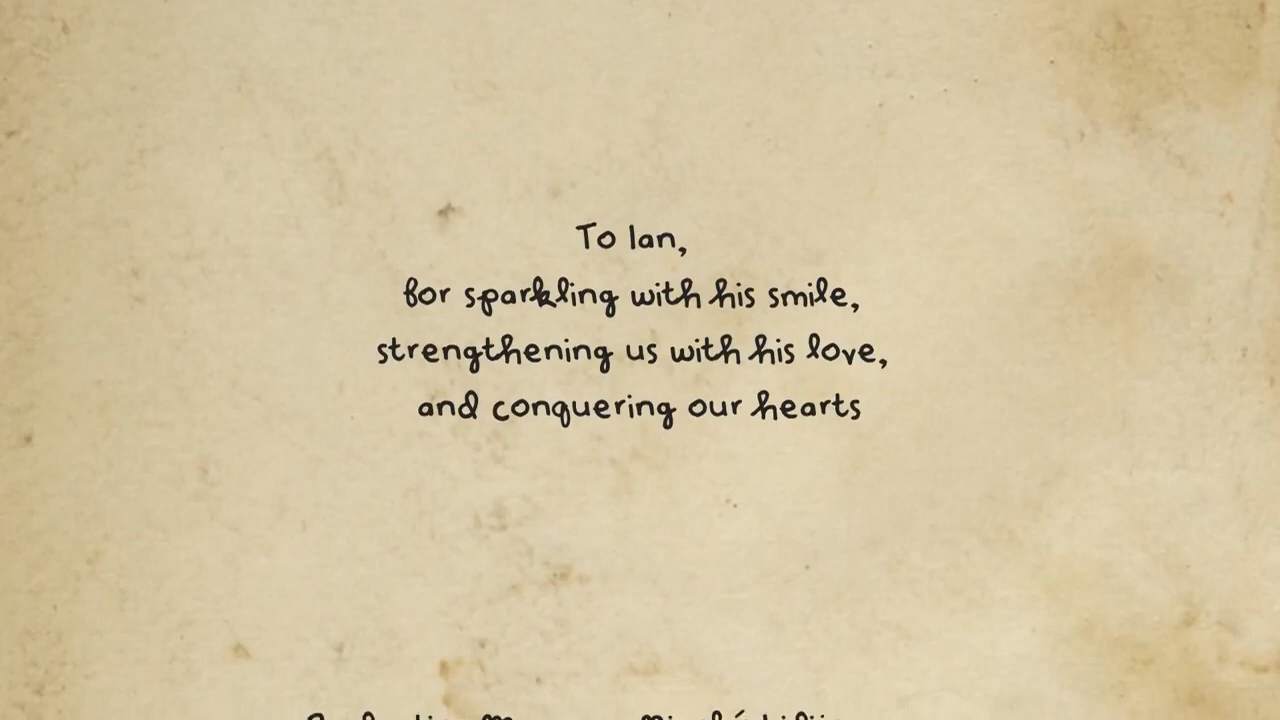 To Ian,
for sparkling with his smile,
strengthening us with his love,
and conquering our hearts